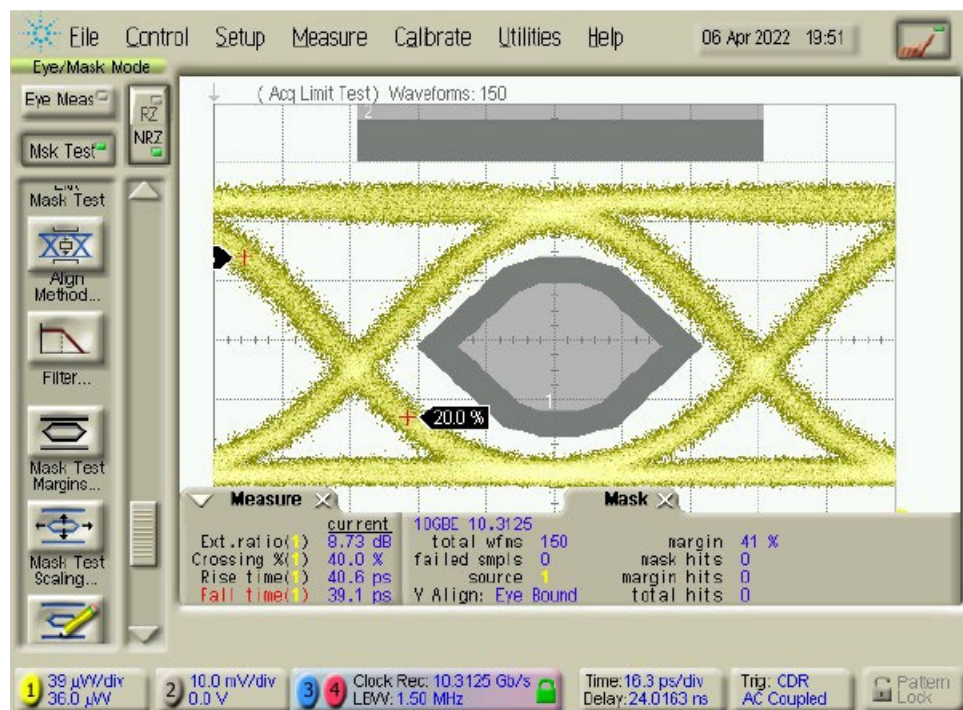 File Control Setup Measure Calibrate Utilities Help 06 Apr 2022 19:51
Eye/Mask Mode
Eye Meas
RZ
NRZ
Msk Test
( Acq Limit Test) Waveforms: 150
2
Mask Test
Align
Method...
Filter...
1
20.0 %
Mask Test
Margins...
Mask Test
Scaling...
Measure
current
Ext.ratio(1) 8.73 dB
Crossing %(1) 40.0 %
Rise time(1) 40.6 ps
Fall time(1) 39.1 ps
Mask
10GBE 10.3125
total wfms 150 margin 41 %
failed smpls 0 mask hits 0
source 1 margin hits 0
Y Align: Eye Bound total hits 0
1 39 µW/div
36.0 µW
2 10.0 mV/div
0.0 V
3 4 Clock Rec: 10.3125 Gb/s
LBW: 1.50 MHz
Time:16.3 ps/div
Delay:24.0163 ns
Trig: CDR
AC Coupled
Pattern
Lock